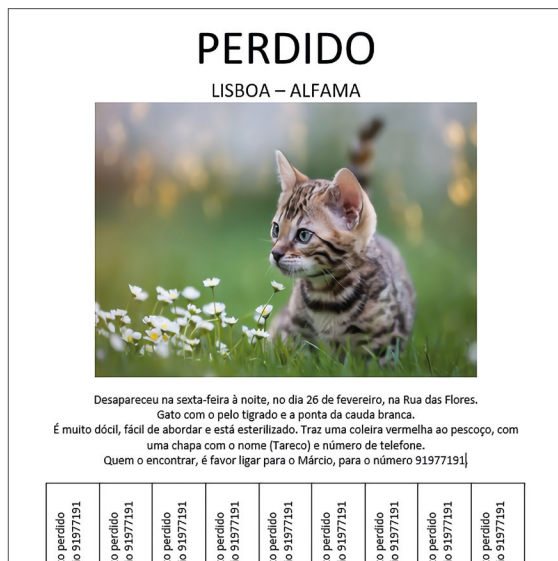 PERDIDO
LISBOA – ALFAMA
Desapareceu na sexta-feira à noite, no dia 26 de fevereiro, na Rua das Flores.
Gato com o pelo tigrado e a ponta da cauda branca.
É muito dócil, fácil de abordar e está esterilizado. Traz uma coleira vermelha ao pescoço, com
uma chapa com o nome (Tareco) e número de telefone.
Quem o encontrar, é favor ligar para o Márcio, para o número 91977191
o perdido
o 91977191
o perdido
o 91977191
o perdido
o 91977191
o perdido
o 91977191
o perdido
o 91977191
o perdido
o 91977191
o perdido
o 91977191
o perdido
o 91977191
o perdido
o 91977191